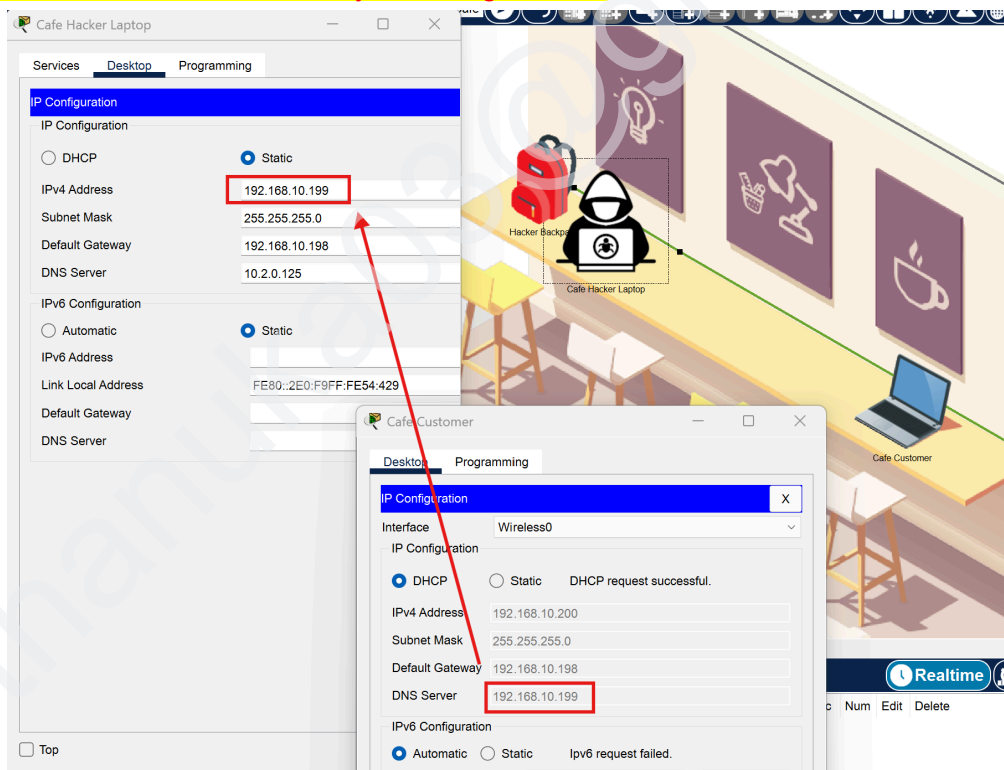 Cafe Hacker Laptop
Services Desktop Programming
IP Configuration
IP Configuration
DHCP Static
IPv4 Address 192.168.10.199
Subnet Mask 255.255.255.0
Default Gateway 192.168.10.198
DNS Server 10.2.0.125
IPv6 Configuration
Automatic Static
IPv6 Address
Link Local Address FE80::2E0:F9FF:FE54:429
Default Gateway
DNS Server
Top
Hacker
Cafe Hacker Laptop
Cafe Customer
Cafe Customer
Desktop Programming
IP Configuration X
Interface Wireless0
IP Configuration
DHCP Static DHCP request successful.
IPv4 Address 192.168.10.200
Subnet Mask 255.255.255.0
Default Gateway 192.168.10.198
DNS Server 192.168.10.199
IPv6 Configuration
Automatic Static Ipv6 request failed.
Realtime
Num Edit Delete